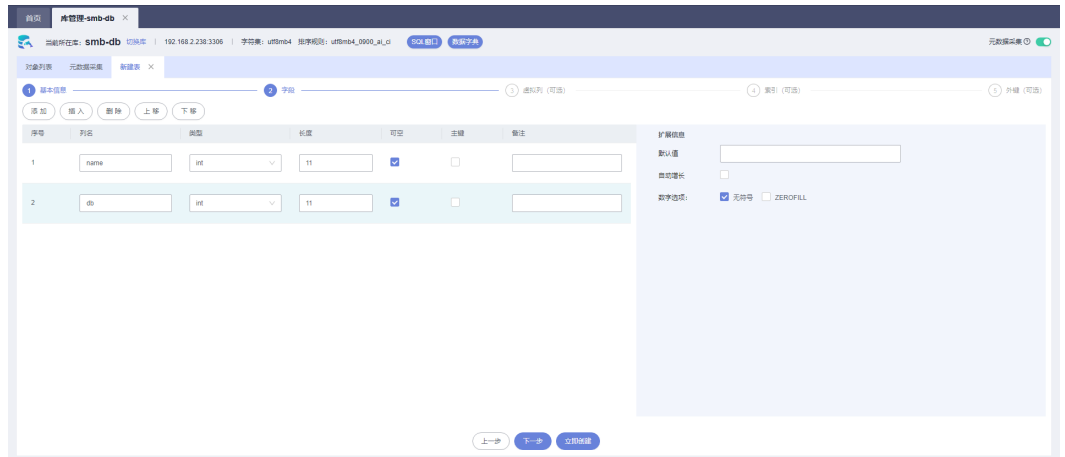 首页 库管理-smb-db ×
当前所在库: smb-db 切换库 | 192.168.2.238:3306 | 字符集: utf8mb4 排序规则: utf8mb4_0900_ai_ci SQL窗口 数据字典 元数据采集
对象列表 元数据采集 新建表 ×
1 基本信息 2 字段 3 虚拟列 (可选) 4 索引 (可选) 5 外键 (可选)
添加 插入 删除 上移 下移
序号 列名 类型 长度 可空 主键 备注 扩展信息
默认值
1 name int 11
自动增长
数字选项: 无符号 ZEROFILL
2 db int 11
上一步 下一步 立即创建